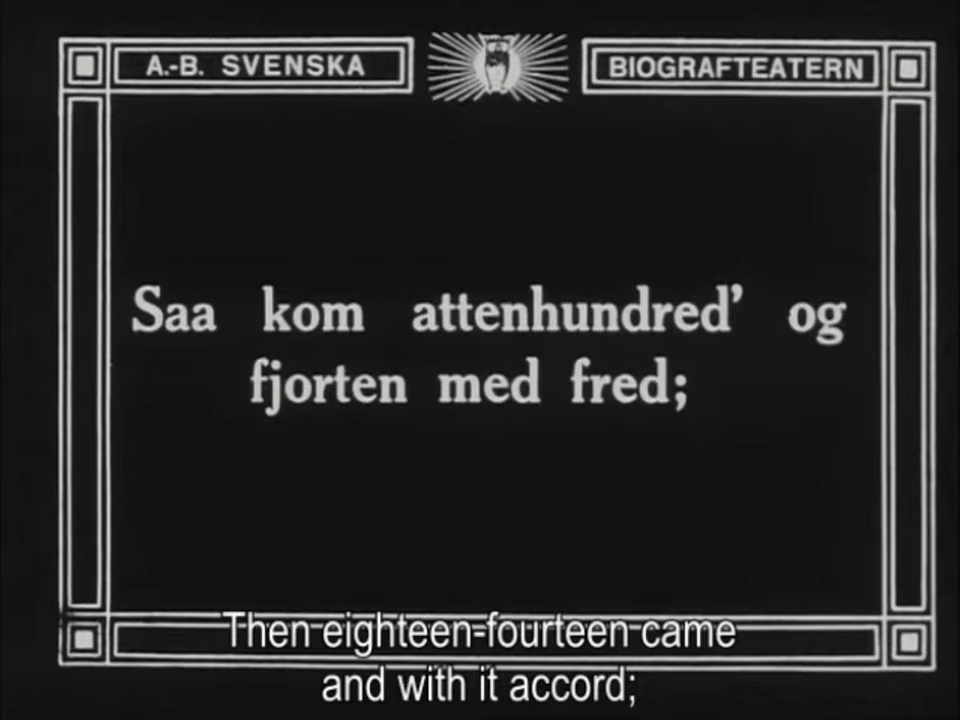 A.-B. SVENSKA BIOGRAFTEATERN
Saa kom attenhundred’ og
fjorten med fred;
Then eighteen-fourteen came
and with it accord;